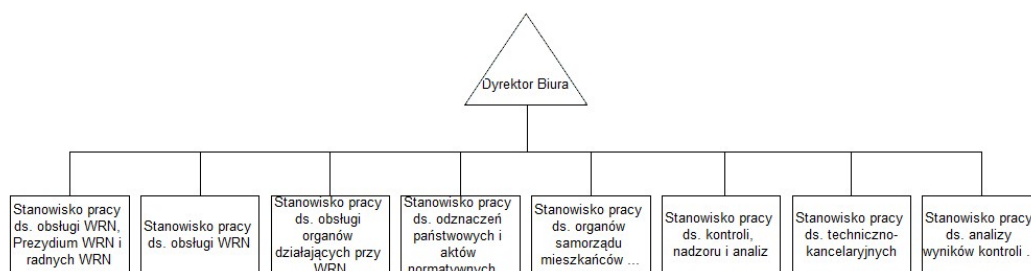 Dyrektor Biura
Stanowisko pracy
ds. obsługi WRN,
Prezydium WRN i
radnych WRN
Stanowisko pracy
ds. obsługi WRN
Stanowisko pracy
ds. obsługi
organów
działających przy
WRN
Stanowisko pracy
ds. odznaczeń
państwowych i
aktów
normatywnych
Stanowisko pracy
ds. organów
samorządu
mieszkańców ...
Stanowisko pracy
ds. kontroli,
nadzoru i analiz
Stanowisko pracy
ds. techniczno-
kancelaryjnych
Stanowisko pracy
ds. analizy
wyników kontroli ...